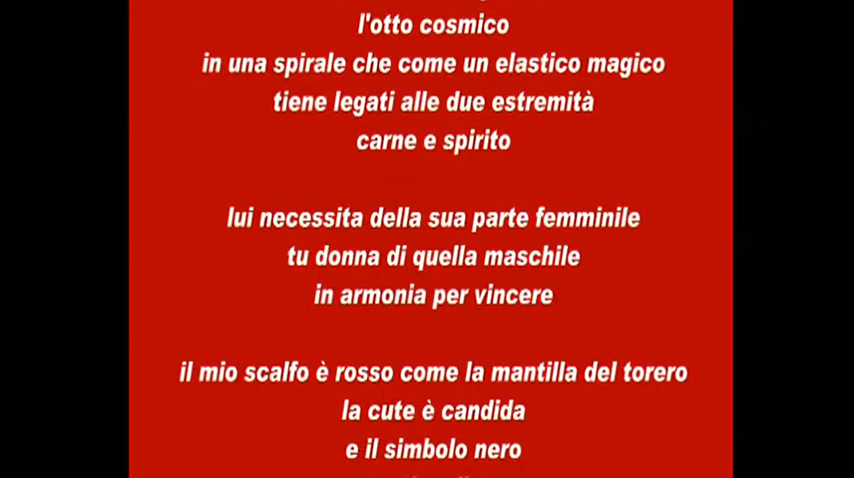 l'otto cosmico
in una spirale che come un elastico magico
tiene legati alle due estremità
carne e spirito
lui necessita della sua parte femminile
tu donna di quella maschile
in armonia per vincere
il mio scalfo è rosso come la mantilla del torero
la cute è candida
e il simbolo nero